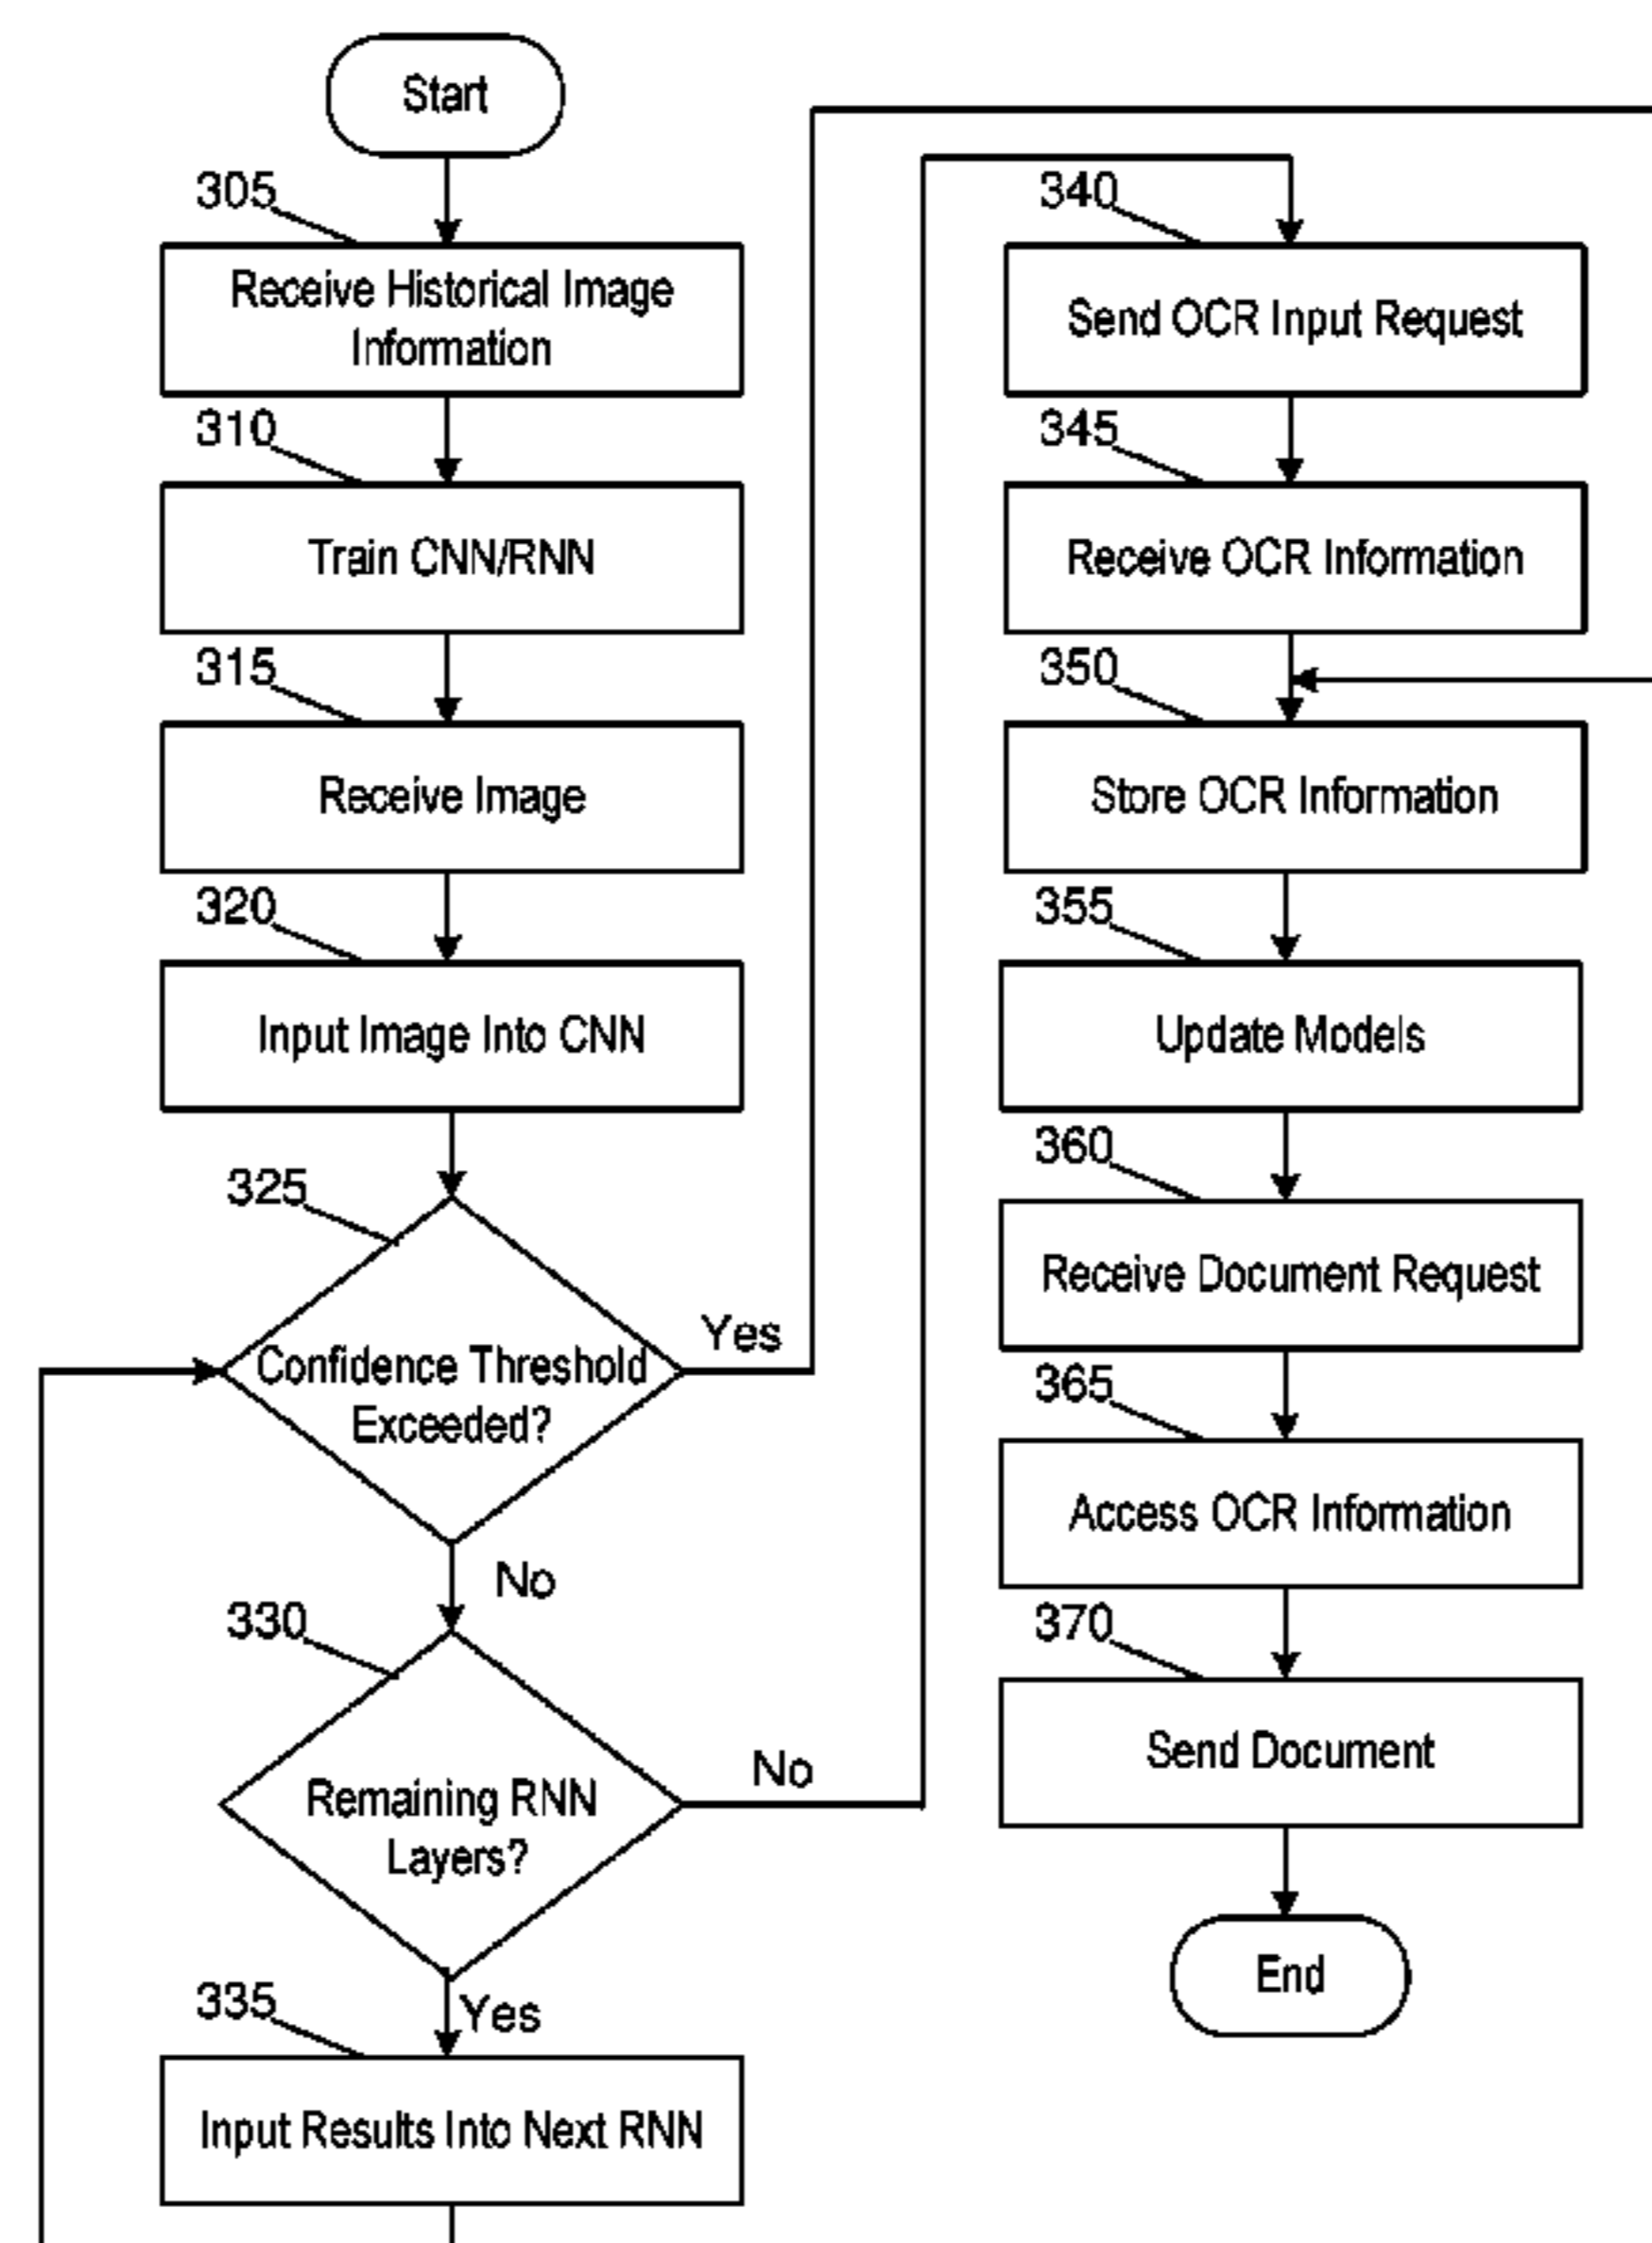 Start
305
Receive Historical Image
Information
310
Train CNN/RNN
315
Receive Image
320
Input Image Into CNN
325
Confidence Threshold
Exceeded?
Yes
No
330
Remaining RNN
Layers?
No
Yes
335
Input Results Into Next RNN
340
Send OCR Input Request
345
Receive OCR Information
350
Store OCR Information
355
Update Models
360
Receive Document Request
365
Access OCR Information
370
Send Document
End